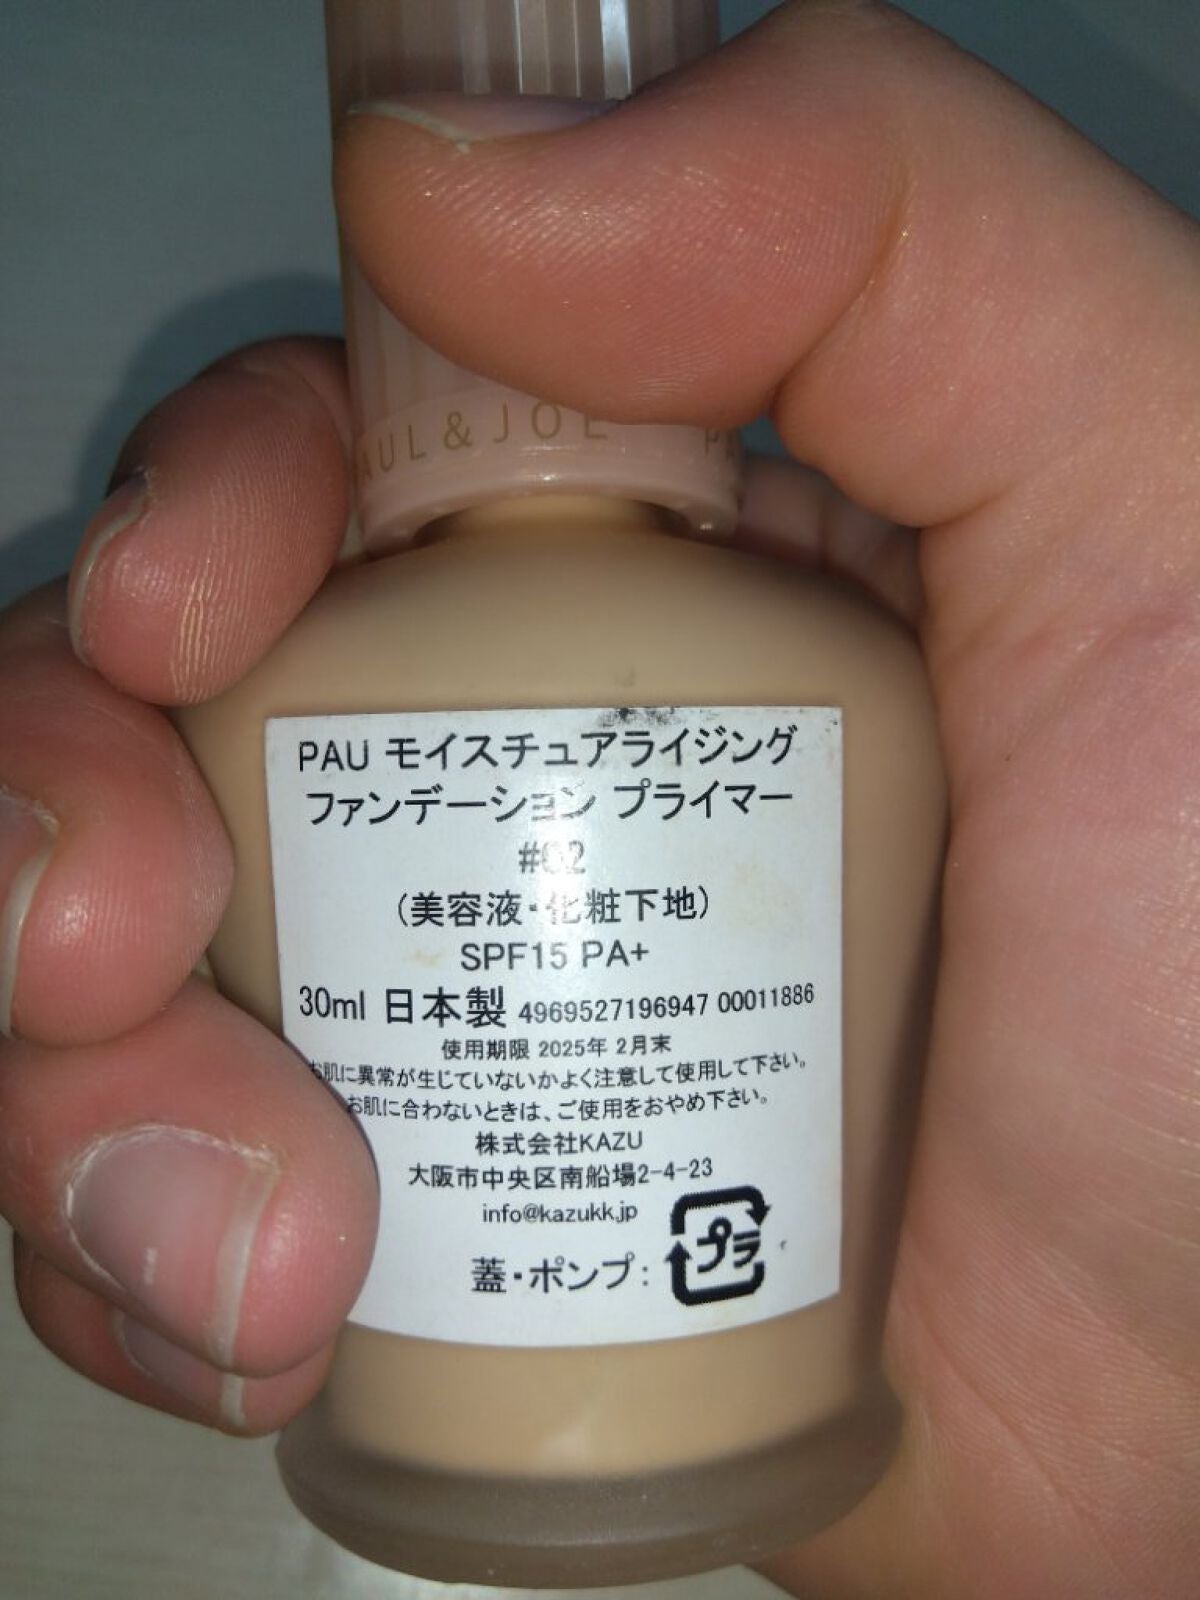 PAUL & JOE
PAU モイスチュアライジング
ファンデーション プライマー
#02
(美容液・化粧下地)
SPF15 PA+
30ml 日本製 4969527196947 00011886
使用期限 2025年 2月末
お肌に異常が生じていないかよく注意して使用して下さい。
お肌に合わないときは、ご使用をおやめ下さい。
株式会社KAZU
大阪市中央区南船場2-4-23
info@kazukk.jp
蓋・ポンプ: プラ